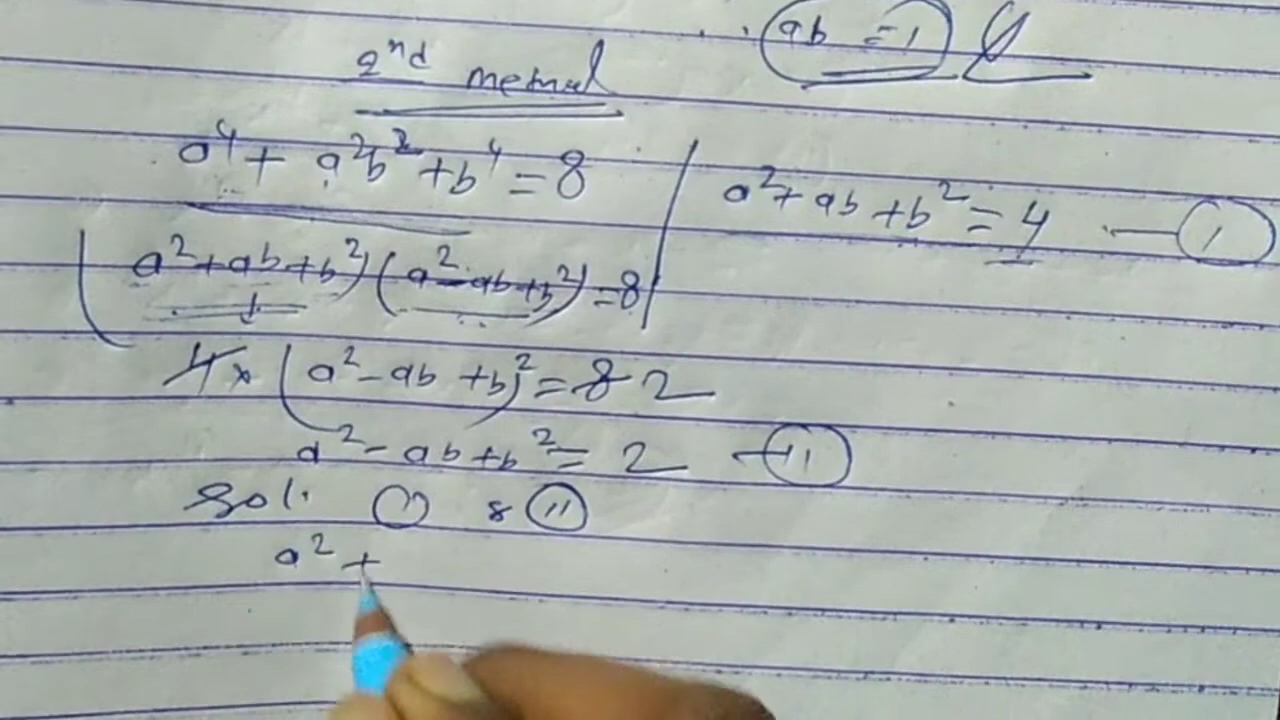 ab = 1
2nd method
a⁴ + a²b² + b⁴ = 8
a² + ab + b² = 4 — (1)
(a² + ab + b²)(a² - ab + b²) = 8
4 × (a² - ab + b)² = 8 2
a² - ab + b² = 2 — (11)
Sol. (1) & (11)
a² +